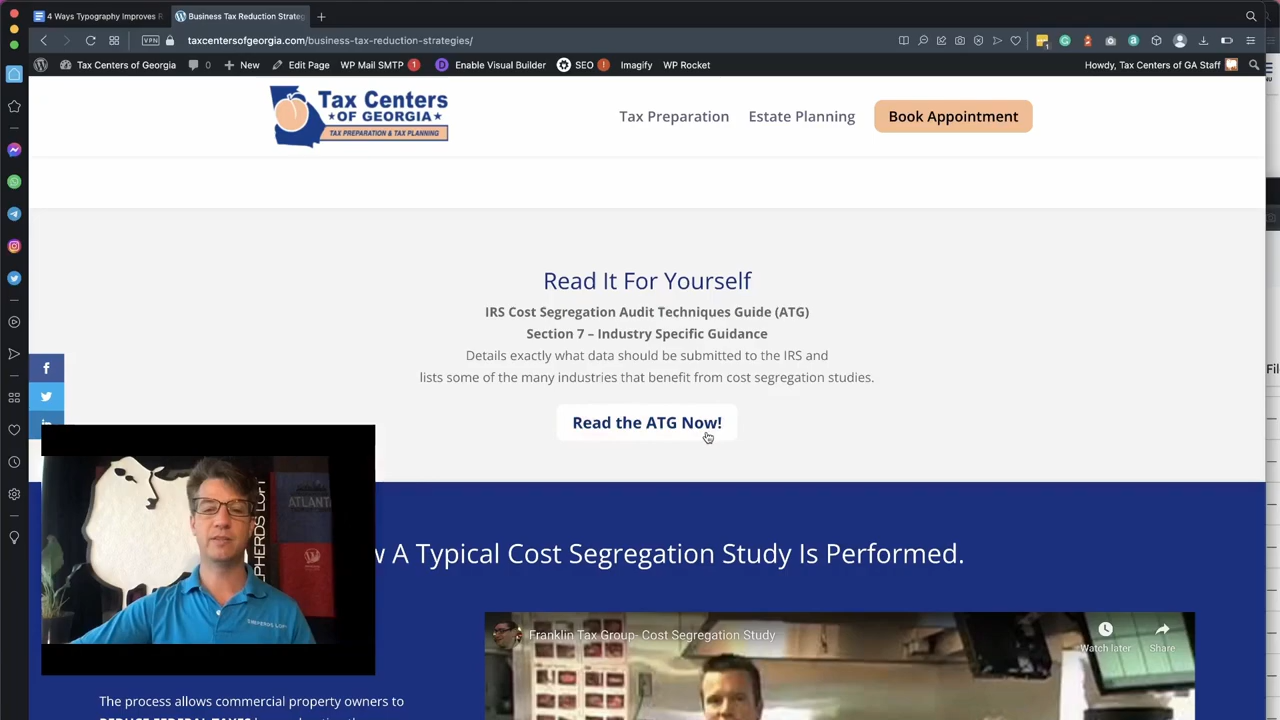 4 Ways Typography Improves R
Business Tax Reduction Strateg
VPN
taxcentersofgeorgia.com/business-tax-reduction-strategies/
Tax Centers of Georgia
0
New
Edit Page
WP Mail SMTP 1
Enable Visual Builder
SEO !
Imagify
WP Rocket
Howdy, Tax Centers of GA Staff
Tax Centers
OF GEORGIA
TAX PREPARATION & TAX PLANNING
Tax Preparation
Estate Planning
Book Appointment
Read It For Yourself
IRS Cost Segregation Audit Techniques Guide (ATG)
Section 7 – Industry Specific Guidance
Details exactly what data should be submitted to the IRS and
lists some of the many industries that benefit from cost segregation studies.
Fil
Read the ATG Now!
ATLANT
PHERDS LOFT
SHEPHERDS LOFT
w A Typical Cost Segregation Study Is Performed.
Franklin Tax Group- Cost Segregation Study
Watch later
Share
The process allows commercial property owners to